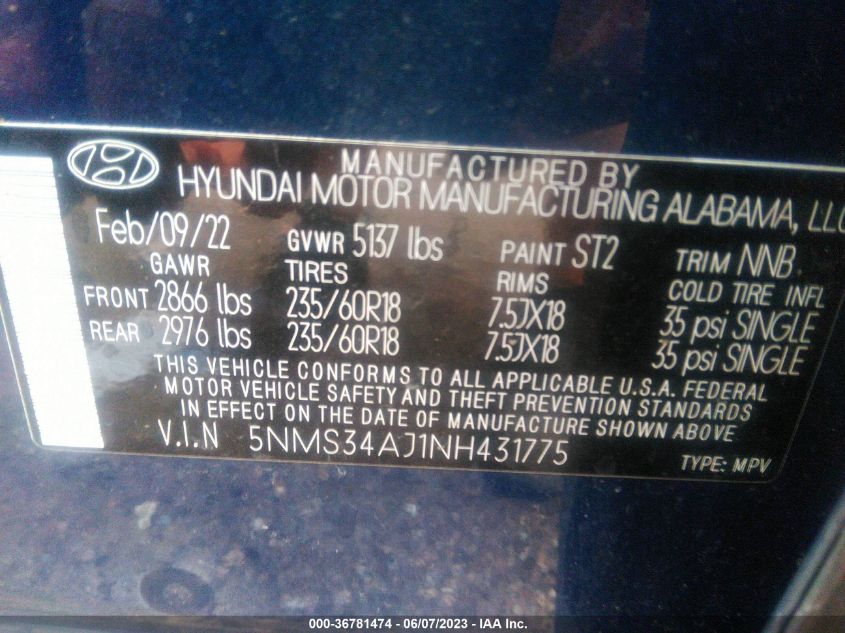 MANUFACTURED BY
HYUNDAI MOTOR MANUFACTURING ALABAMA, LLC
Feb/09/22 GVWR 5137 lbs PAINT ST2 TRIM NNB
GAWR TIRES RIMS COLD TIRE INFL
FRONT 2866 lbs 235/60R18 7.5JX18 35 psi SINGLE
REAR 2976 lbs 235/60R18 7.5JX18 35 psi SINGLE
THIS VEHICLE CONFORMS TO ALL APPLICABLE U.S.A. FEDERAL
MOTOR VEHICLE SAFETY AND THEFT PREVENTION STANDARDS
IN EFFECT ON THE DATE OF MANUFACTURE SHOWN ABOVE
V.I.N 5NMS34AJ1NH431775 TYPE: MPV
000-36781474 - 06/07/2023 - IAA Inc.